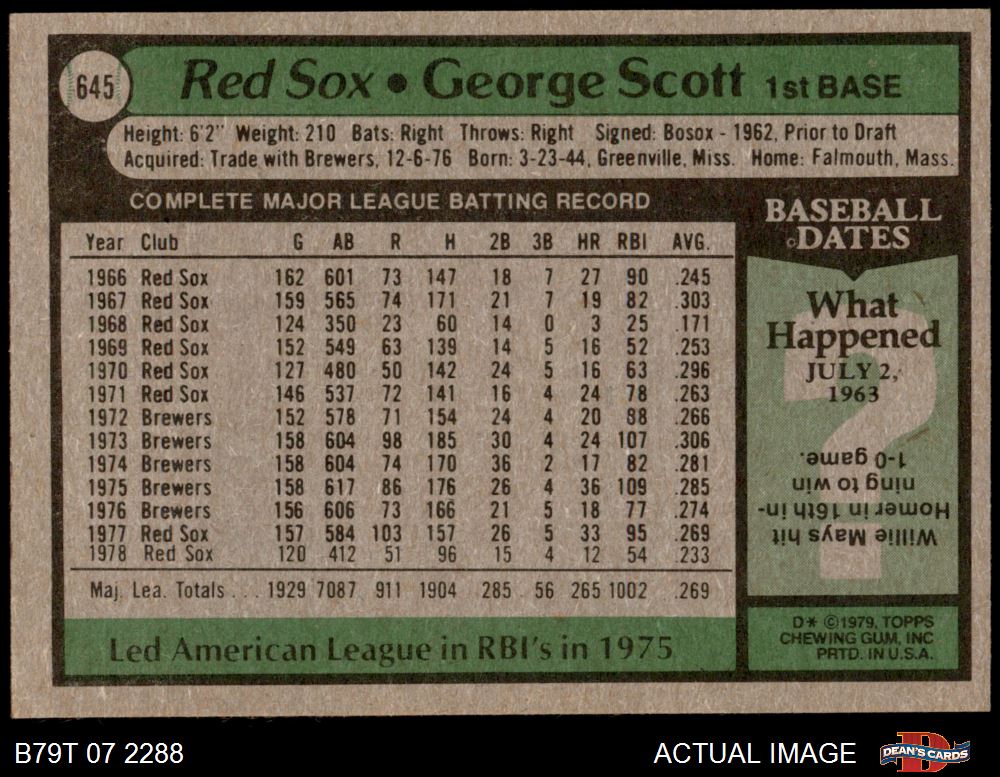 645
Red Sox • George Scott 1st BASE
Height: 6'2" Weight: 210 Bats: Right Throws: Right Signed: Bosox - 1962, Prior to Draft
Acquired: Trade with Brewers, 12-6-76 Born: 3-23-44, Greenville, Miss. Home: Falmouth, Mass.
COMPLETE MAJOR LEAGUE BATTING RECORD
Year Club G AB R H 2B 3B HR RBI AVG.
1966 Red Sox 162 601 73 147 18 7 27 90 .245
1967 Red Sox 159 565 74 171 21 7 19 82 .303
1968 Red Sox 124 350 23 60 14 0 3 25 .171
1969 Red Sox 152 549 63 139 14 5 16 52 .253
1970 Red Sox 127 480 50 142 24 5 16 63 .296
1971 Red Sox 146 537 72 141 16 4 24 78 .263
1972 Brewers 152 578 71 154 24 4 20 88 .266
1973 Brewers 158 604 98 185 30 4 24 107 .306
1974 Brewers 158 604 74 170 36 2 17 82 .281
1975 Brewers 158 617 86 176 26 4 36 109 .285
1976 Brewers 156 606 73 166 21 5 18 77 .274
1977 Red Sox 157 584 103 157 26 5 33 95 .269
1978 Red Sox 120 412 51 96 15 4 12 54 .233
Maj. Lea. Totals . . . 1929 7087 911 1904 285 56 265 1002 .269
Led American League in RBI's in 1975
BASEBALL
DATES
What
Happened
JULY 2,
1963
Willie Mays hit
Homer in 16th in-
ning to win
1-0 game.
D* ©1979, TOPPS
CHEWING GUM, INC
PRTD. IN U.S.A.
B79T 07 2288
ACTUAL IMAGE
DEAN'S CARDS